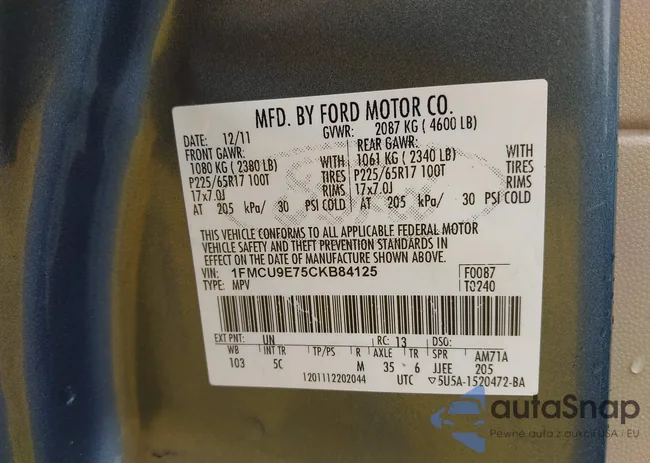 MFD. BY FORD MOTOR CO.
DATE: 12/11 GVWR: 2087 KG ( 4600 LB)
FRONT GAWR: REAR GAWR:
1080 KG ( 2380 LB) WITH 1061 KG ( 2340 LB) WITH
P225/65R17 100T TIRES P225/65R17 100T TIRES
17x7.0J RIMS 17x7.0J RIMS
AT 205 kPa/ 30 PSI COLD AT 205 kPa/ 30 PSI COLD
THIS VEHICLE CONFORMS TO ALL APPLICABLE FEDERAL MOTOR
VEHICLE SAFETY AND THEFT PREVENTION STANDARDS IN
EFFECT ON THE DATE OF MANUFACTURE SHOWN ABOVE.
VIN: 1FMCU9E75CKB84125 F0087
TYPE: MPV T0240
EXT PNT: UN RC: 13 DSO:
WB INT TR TP/PS R AXLE TR SPR AM71A
103 5C M 35 6 JJEE 205
1201112202044 UTC ▽5U5A-1520472-BA
autaSnap
Pewne auta z aukcji USA / EU